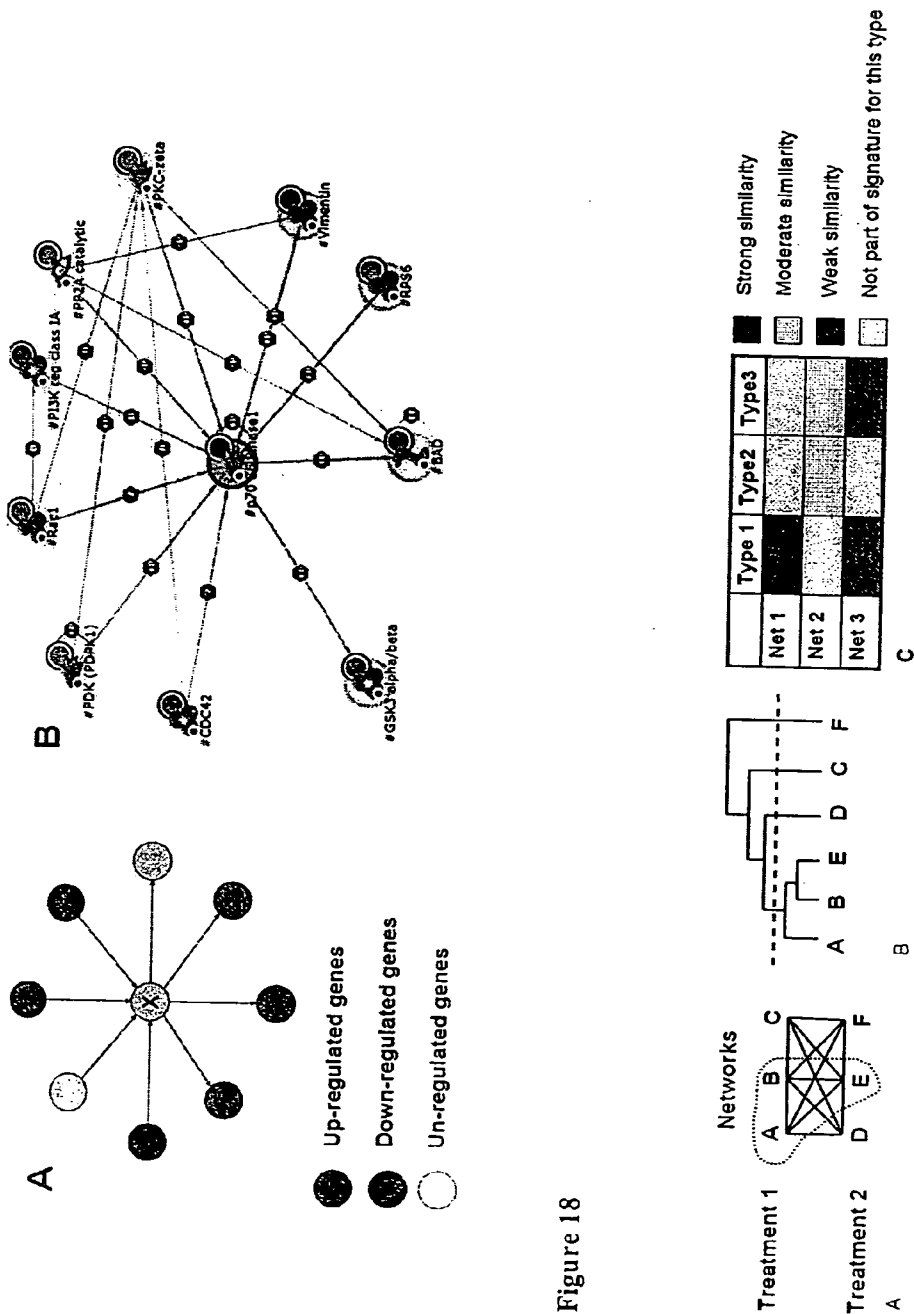 A
X
Up-regulated genes
Down-regulated genes
Un-regulated genes
B
#PDK (PDPK1)
#Rac1
#PI3K reg class IA
#PP2A catalytic
#PKC-zeta
#CDC42
#Vimentin
#RPS6
#GSK3 alpha/beta
#BAD
Figure 18
Networks
Treatment 1
A B C
Treatment 2
D E F
A
A B E D C F
B
Type 1 Type2 Type3
Net 1
Net 2
Net 3
C
Strong similarity
Moderate similarity
Weak similarity
Not part of signature for this type